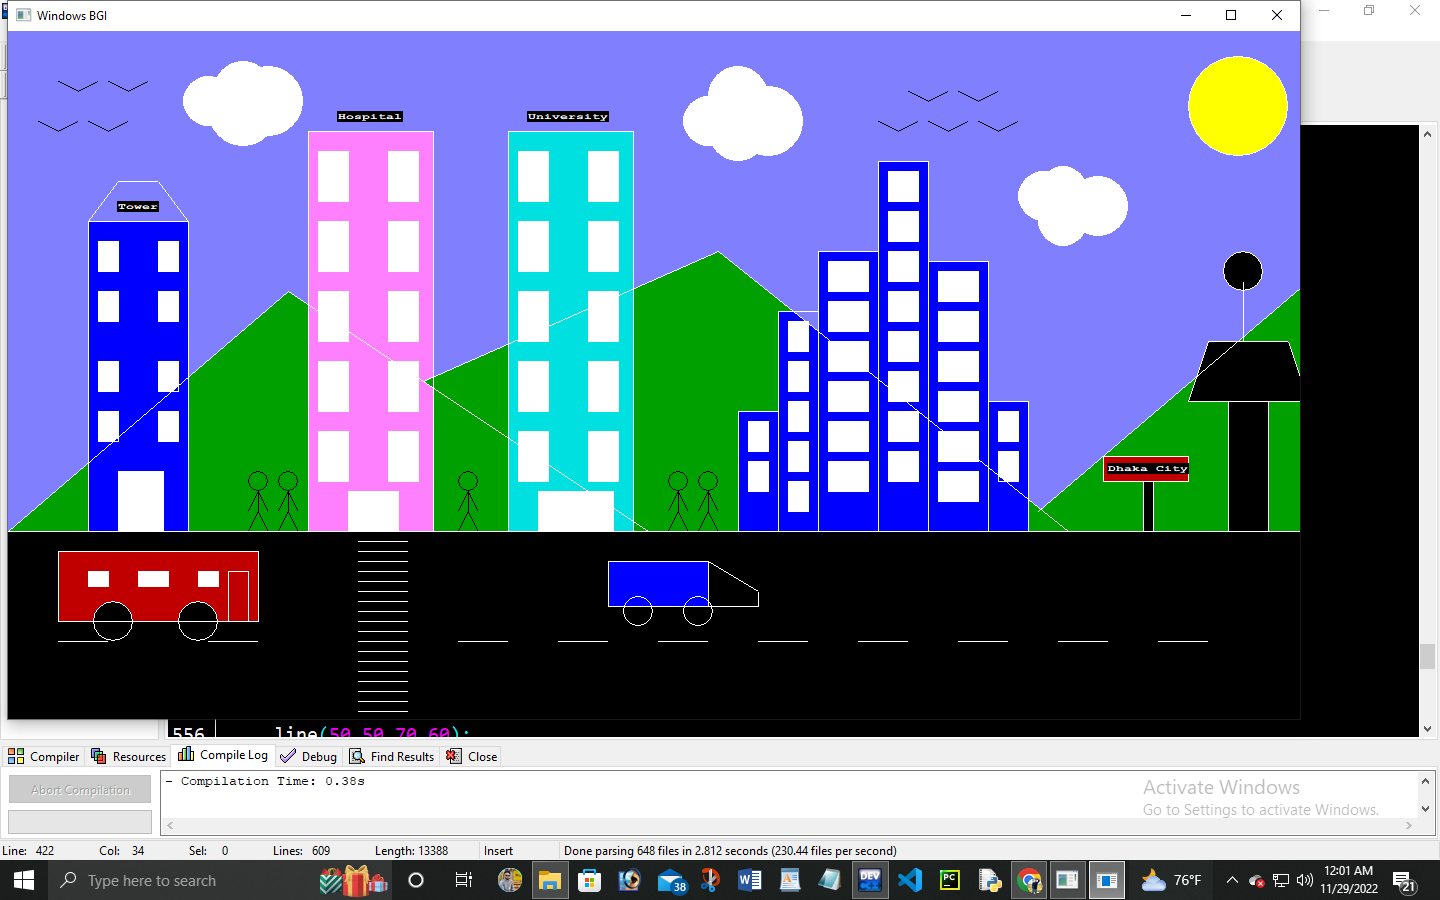 Windows BGI
Hospital
University
Tower
Dhaka City
556 line(50,50,70,60);
Compiler Resources Compile Log Debug Find Results Close
Abort Compilation
- Compilation Time: 0.38s
Activate Windows
Go to Settings to activate Windows.
Line: 422 Col: 34 Sel: 0 Lines: 609 Length: 13388 Insert Done parsing 648 files in 2.812 seconds (230.44 files per second)
Type here to search
38
W
A
DEV
PC
76°F
12:01 AM
11/29/2022
21